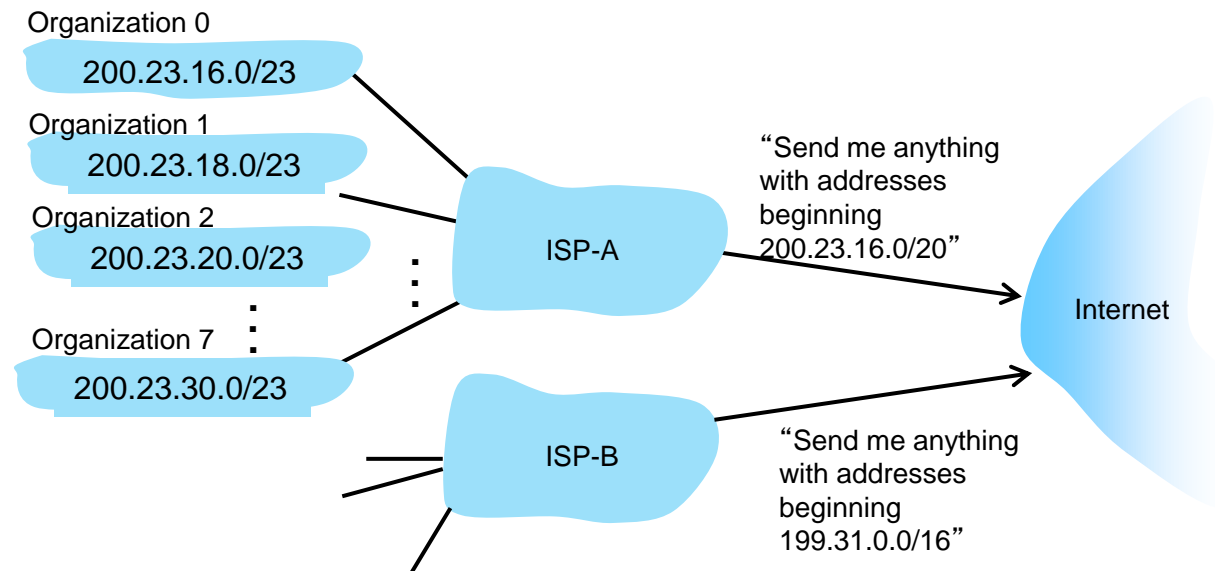 Organization 0
200.23.16.0/23
Organization 1
200.23.18.0/23
Organization 2
200.23.20.0/23
Organization 7
200.23.30.0/23
ISP-A
“Send me anything
with addresses
beginning
200.23.16.0/20”
Internet
ISP-B
“Send me anything
with addresses
beginning
199.31.0.0/16”